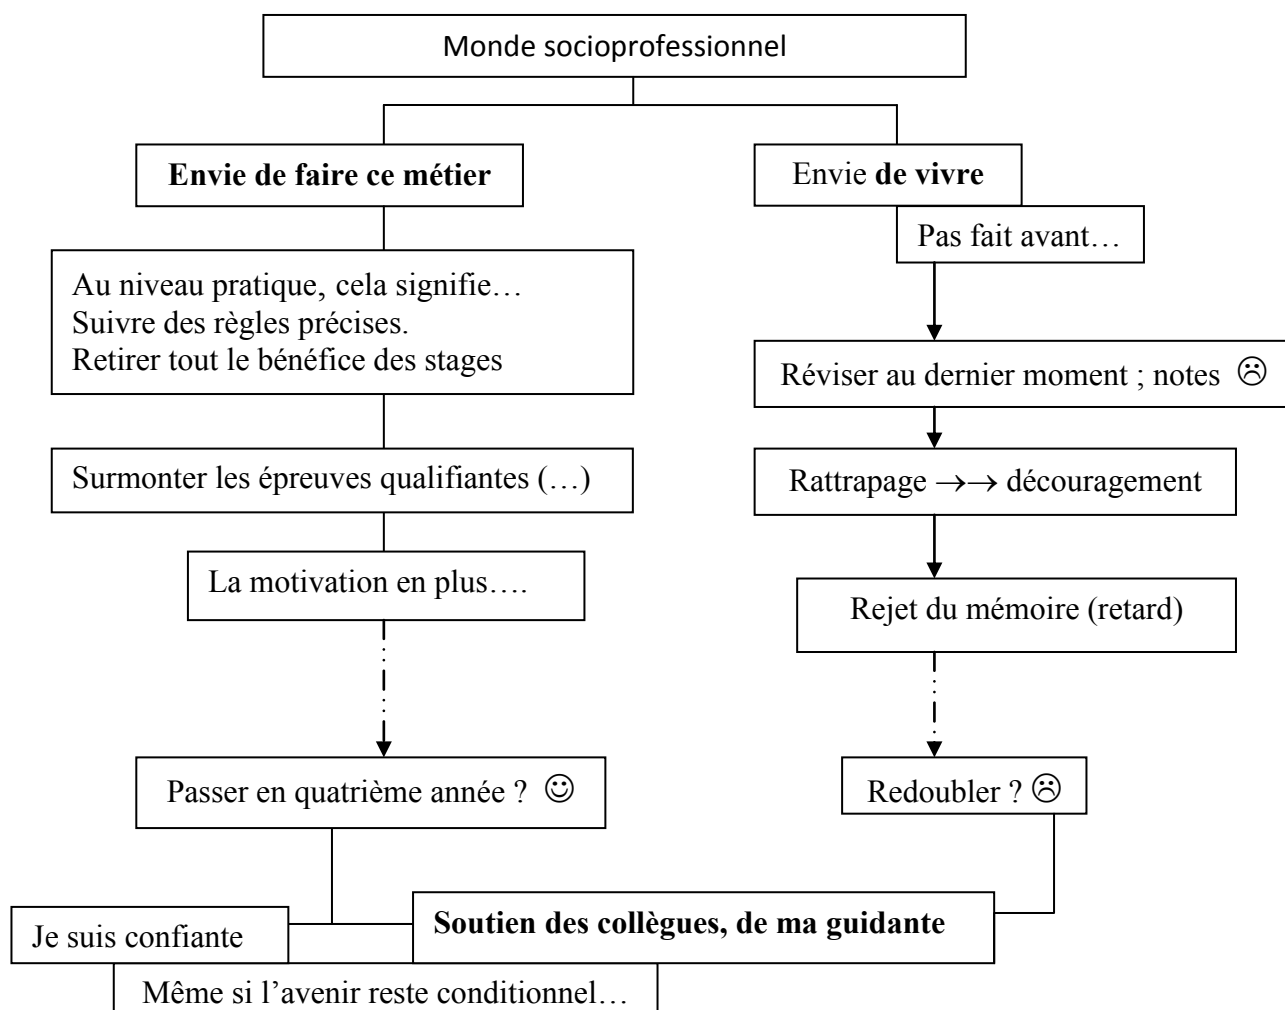 Monde socioprofessionnel
Envie de faire ce métier
Envie de vivre
Pas fait avant…
Au niveau pratique, cela signifie…
Suivre des règles précises.
Retirer tout le bénéfice des stages
Réviser au dernier moment ; notes ☹
Surmonter les épreuves qualifiantes (…)
Rattrapage →→ découragement
La motivation en plus….
Rejet du mémoire (retard)
Passer en quatrième année ? ☺
Redoubler ? ☹
Soutien des collègues, de ma guidante
Je suis confiante
Même si l’avenir reste conditionnel…